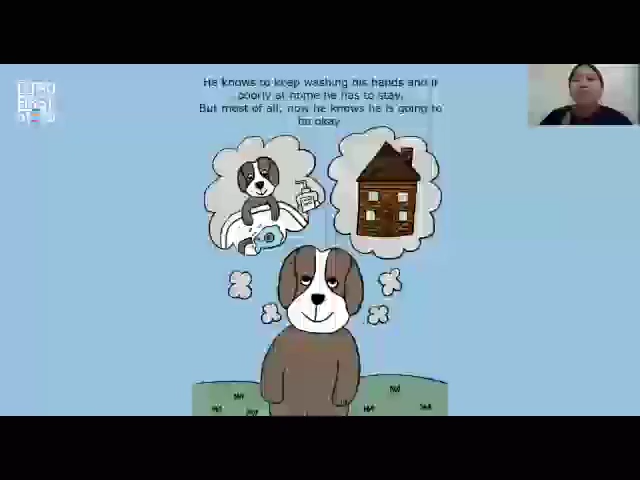 He knows to keep washing his hands and if
poorly at home he has to stay.
But most of all, now he knows he is going to
be okay